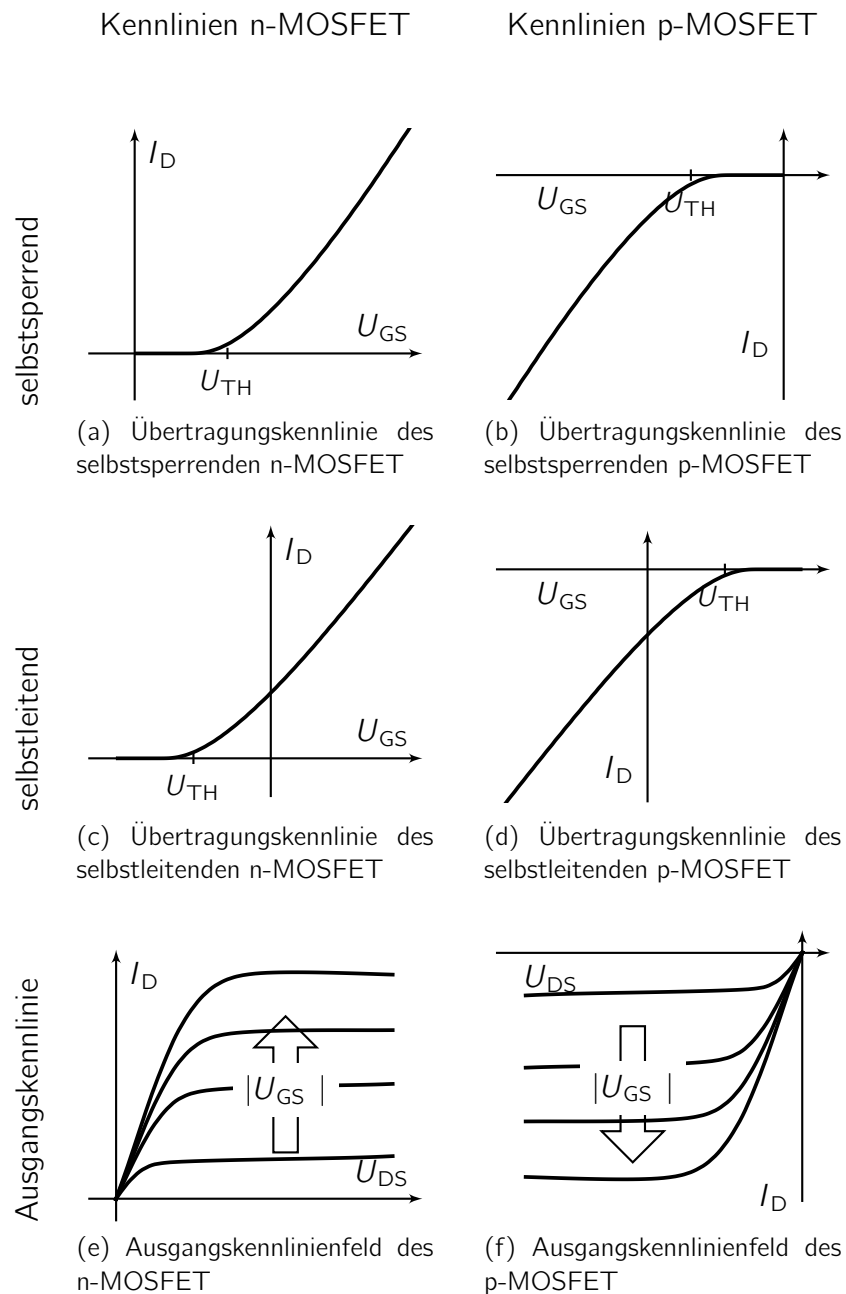 Kennlinien n-MOSFET
Kennlinien p-MOSFET
selbstsperrend
I_D
U_GS
U_TH
U_GS
U_TH
I_D
(a) Übertragungskennlinie des
selbstsperrenden n-MOSFET
(b) Übertragungskennlinie des
selbstsperrenden p-MOSFET
selbstleitend
I_D
U_GS
U_TH
U_GS
U_TH
I_D
(c) Übertragungskennlinie des
selbstleitenden n-MOSFET
(d) Übertragungskennlinie des
selbstleitenden p-MOSFET
Ausgangskennlinie
I_D
|U_GS |
U_DS
U_DS
|U_GS |
I_D
(e) Ausgangskennlinienfeld des
n-MOSFET
(f) Ausgangskennlinienfeld des
p-MOSFET